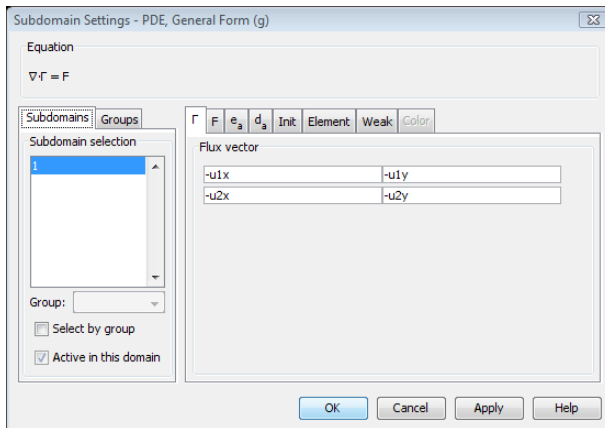 Subdomain Settings - PDE, General Form (g)
Equation
∇·Γ = F
Subdomains Groups
Subdomain selection
1
Group:
Select by group
Active in this domain
Γ F eₐ dₐ Init Element Weak Color
Flux vector
-u1x -u1y
-u2x -u2y
OK Cancel Apply Help